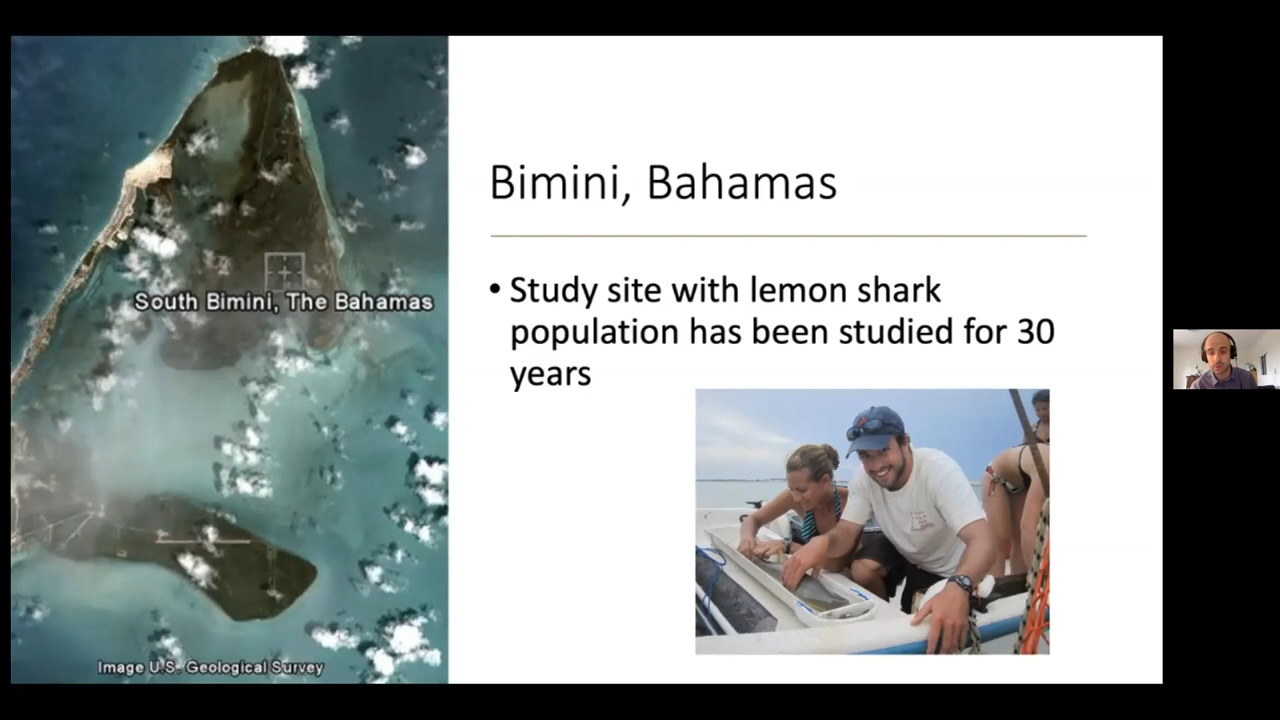 Bimini, Bahamas
• Study site with lemon shark
population has been studied for 30
years
South Bimini, The Bahamas
Image U.S. Geological Survey